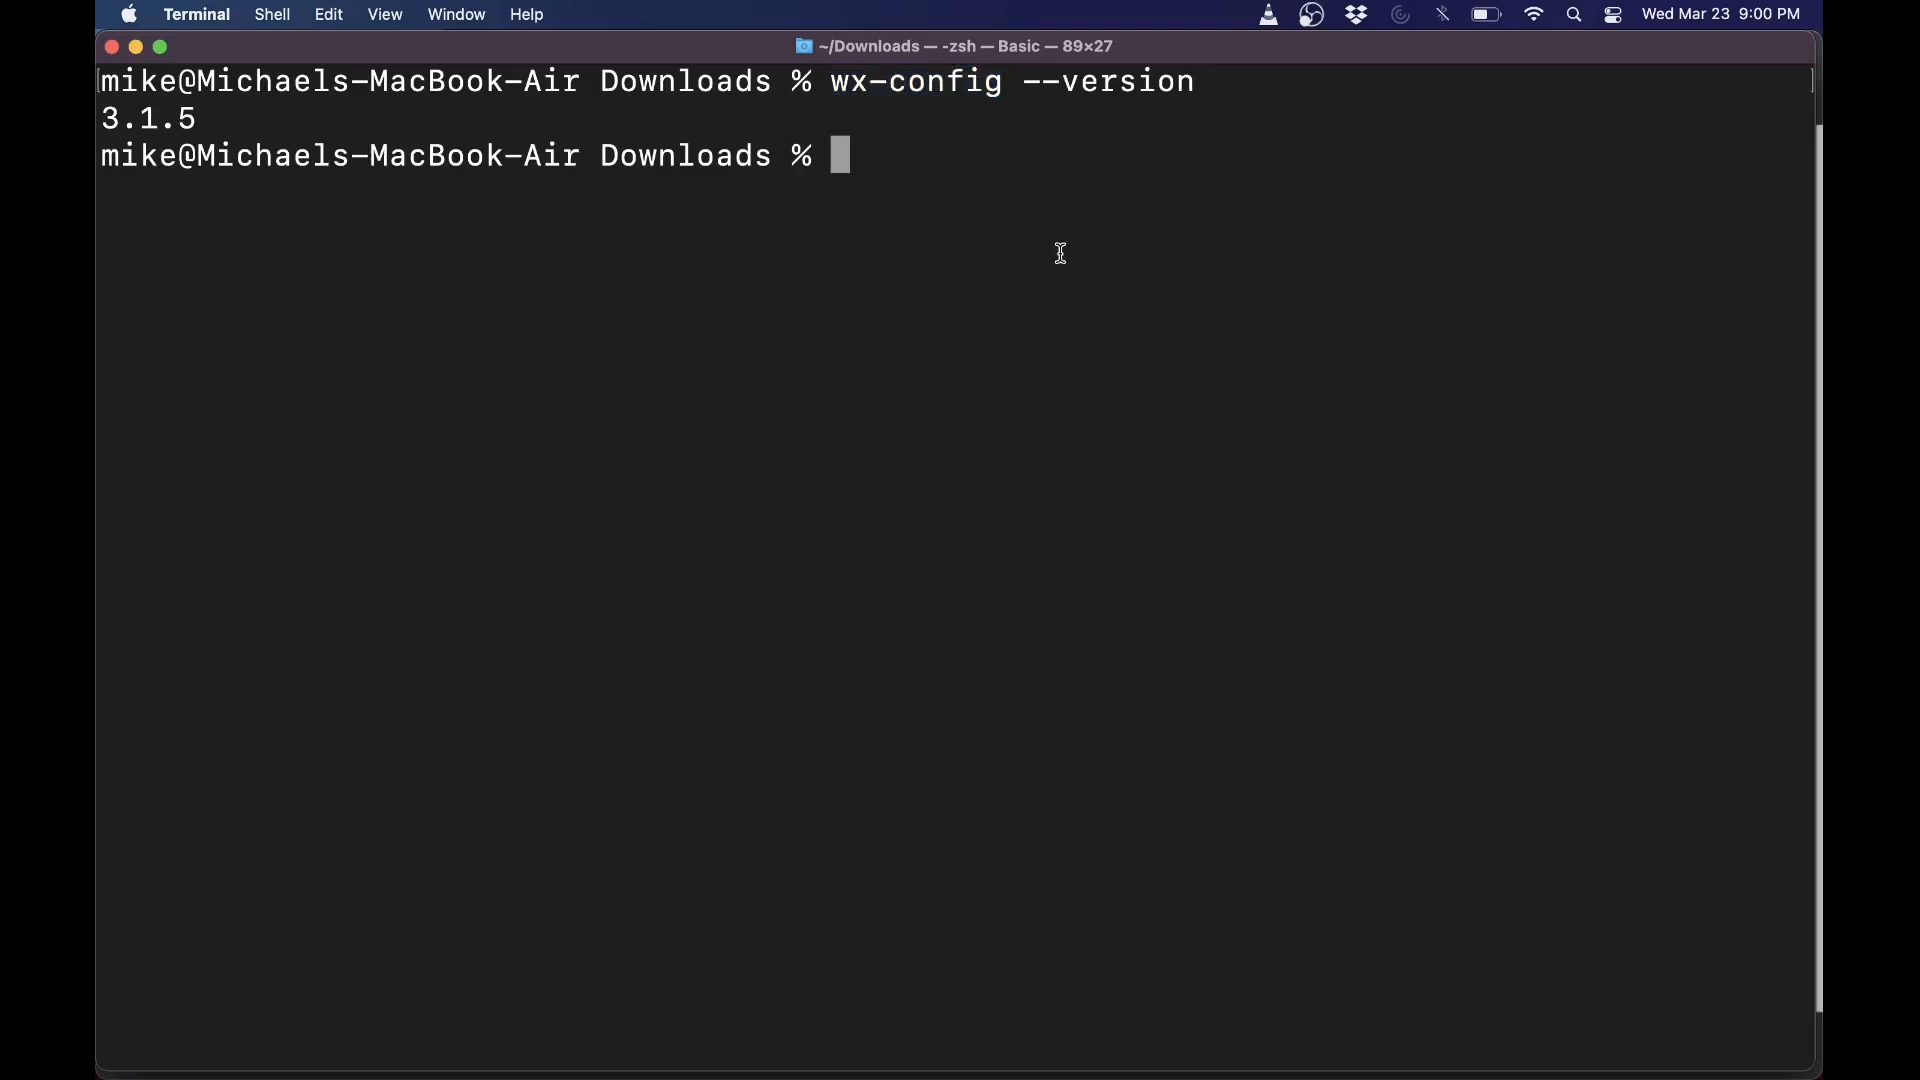 Terminal Shell Edit View Window Help Wed Mar 23 9:00 PM
~/Downloads — -zsh — Basic — 89×27
mike@Michaels-MacBook-Air Downloads % wx-config --version
3.1.5
mike@Michaels-MacBook-Air Downloads %